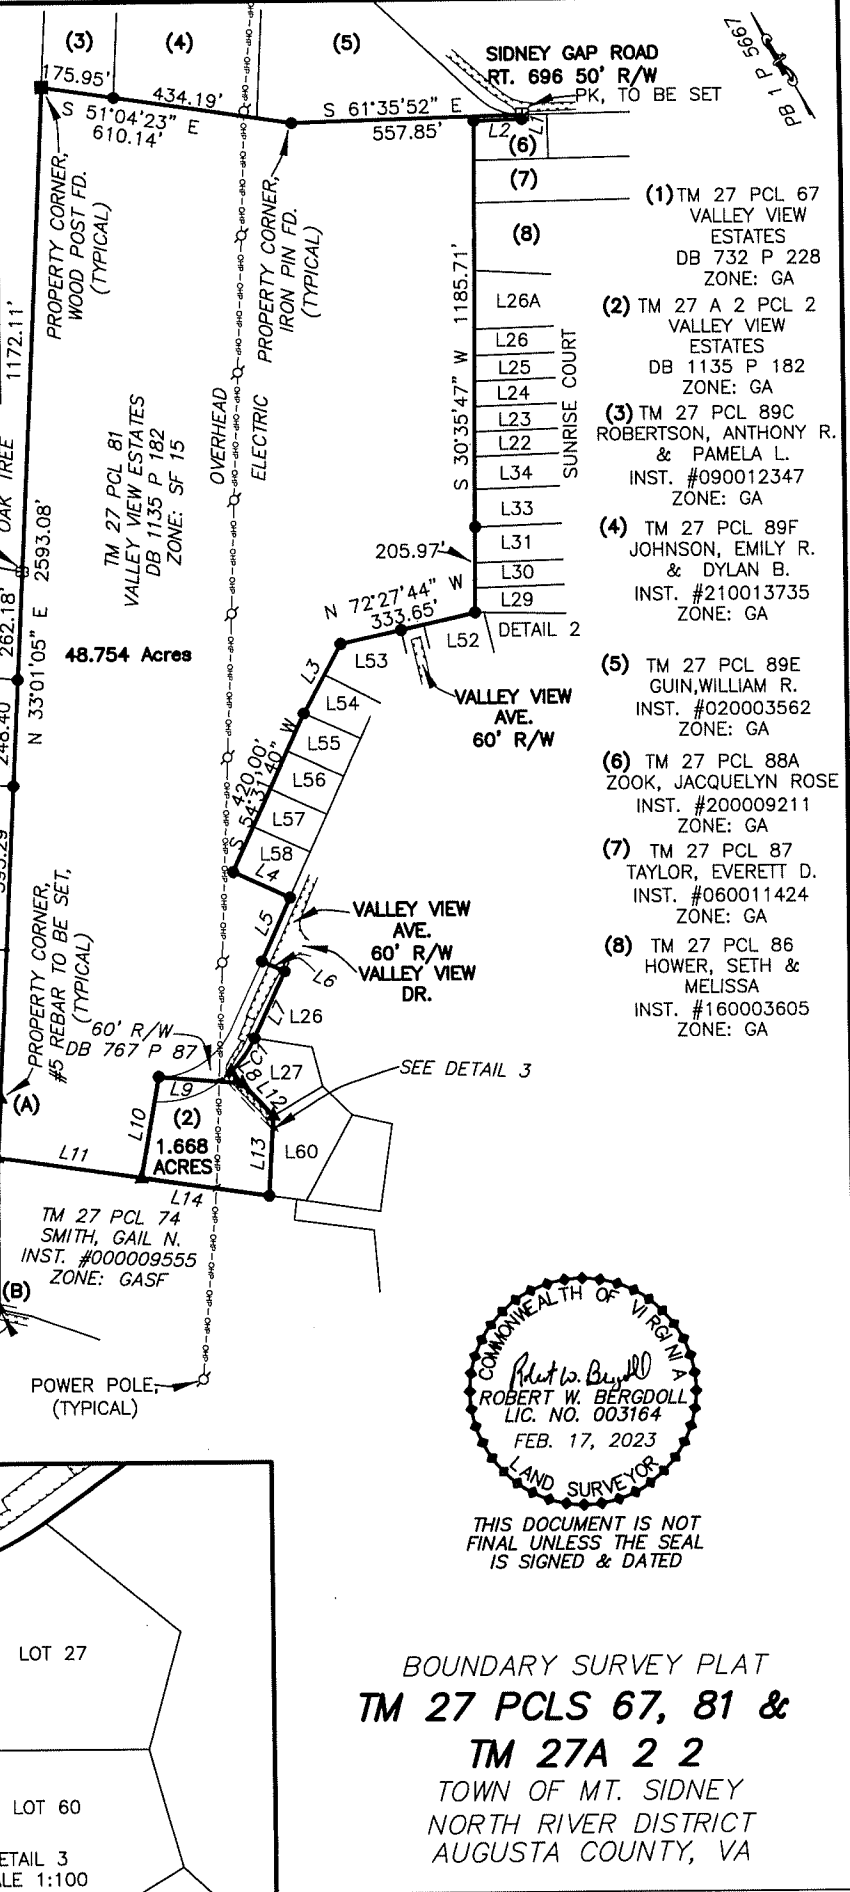 (3)
(4)
(5)
SIDNEY GAP ROAD
RT. 696 50' R/W
PK, TO BE SET
PB 1 P 5667
175.95'
434.19'
S 51°04'23" E
610.14'
S 61°35'52" E
557.85'
L2
L1
(6)
(7)
(8)
PROPERTY CORNER,
WOOD POST FD.
(TYPICAL)
PROPERTY CORNER,
IRON PIN FD.
(TYPICAL)
1172.11'
S 30°35'47" W 1185.71'
L26A
L26
L25
L24
L23
L22
L34
L33
L31
L30
L29
SUNRISE COURT
OVERHEAD
ELECTRIC
OHP
TM 27 PCL 81
VALLEY VIEW ESTATES
DB 1135 P 182
ZONE: SF 15
OAK TREE
N 33°01'05" E 2593.08'
262.18'
248.40
48.754 Acres
205.97'
N 72°27'44" W
333.65'
L52
DETAIL 2
L53
L3
L54
L55
L56
L57
L58
420.00'
S 54°31'40" W
VALLEY VIEW
AVE.
60' R/W
L4
L5
VALLEY VIEW
AVE.
60' R/W
VALLEY VIEW
DR.
L6
L7
L26
PROPERTY CORNER,
#5 REBAR TO BE SET,
(TYPICAL)
60' R/W
DB 767 P 87
C1
L27
L8
L12
SEE DETAIL 3
L9
(A)
(2)
1.668
ACRES
L10
L13
L60
L11
L14
TM 27 PCL 74
SMITH, GAIL N.
INST. #000009555
ZONE: GASF
(B)
POWER POLE,
(TYPICAL)
(1) TM 27 PCL 67
VALLEY VIEW
ESTATES
DB 732 P 228
ZONE: GA
(2) TM 27 A 2 PCL 2
VALLEY VIEW
ESTATES
DB 1135 P 182
ZONE: GA
(3) TM 27 PCL 89C
ROBERTSON, ANTHONY R.
& PAMELA L.
INST. #090012347
ZONE: GA
(4) TM 27 PCL 89F
JOHNSON, EMILY R.
& DYLAN B.
INST. #210013735
ZONE: GA
(5) TM 27 PCL 89E
GUIN,WILLIAM R.
INST. #020003562
ZONE: GA
(6) TM 27 PCL 88A
ZOOK, JACQUELYN ROSE
INST. #200009211
ZONE: GA
(7) TM 27 PCL 87
TAYLOR, EVERETT D.
INST. #060011424
ZONE: GA
(8) TM 27 PCL 86
HOWER, SETH &
MELISSA
INST. #160003605
ZONE: GA
COMMONWEALTH OF VIRGINIA
Robert W. Bergdoll
ROBERT W. BERGDOLL
LIC. NO. 003164
FEB. 17, 2023
LAND SURVEYOR
THIS DOCUMENT IS NOT
FINAL UNLESS THE SEAL
IS SIGNED & DATED
LOT 27
LOT 60
ETAIL 3
ALE 1:100
BOUNDARY SURVEY PLAT
TM 27 PCLS 67, 81 &
TM 27A 2 2
TOWN OF MT. SIDNEY
NORTH RIVER DISTRICT
AUGUSTA COUNTY, VA